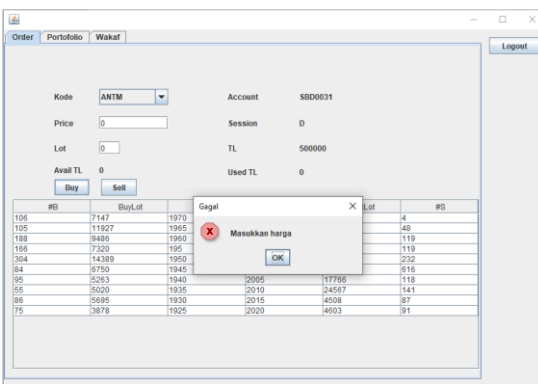 Order Portofolio Wakaf
Logout
Kode ANTM Account SBD0031
Price 0 Session D
Lot 0 TL 500000
Avail TL 0 Used TL 0
Buy Sell
#B BuyLot Lot #S
Gagal
Masukkan harga
OK
106 7147 1970 4
105 11927 1965 48
188 9486 1960 119
166 7320 195 119
304 14389 1950 232
84 6750 1945 616
95 5263 1940 2005 17766 118
55 5020 1935 2010 24567 141
86 5695 1930 2015 4508 87
75 3878 1925 2020 4603 91